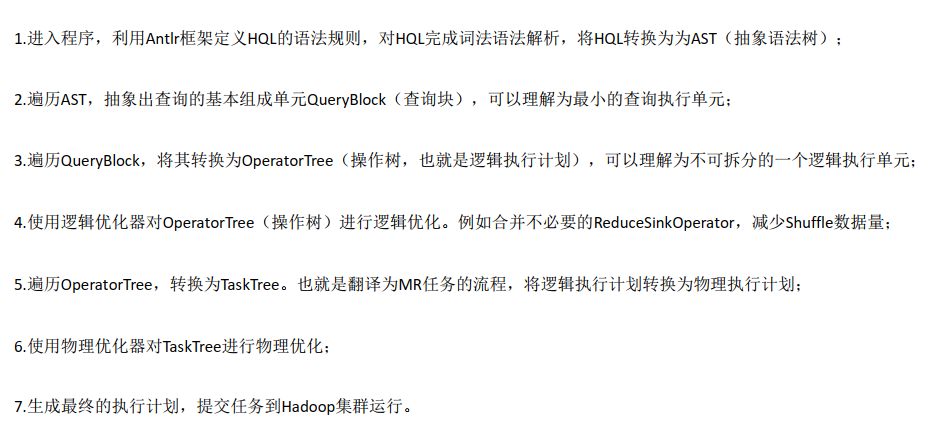 1.进入程序，利用Antlr框架定义HQL的语法规则，对HQL完成词法语法解析，将HQL转换为为AST（抽象语法树）；
2.遍历AST，抽象出查询的基本组成单元QueryBlock（查询块），可以理解为最小的查询执行单元；
3.遍历QueryBlock，将其转换为OperatorTree（操作树，也就是逻辑执行计划），可以理解为不可拆分的一个逻辑执行单元；
4.使用逻辑优化器对OperatorTree（操作树）进行逻辑优化。例如合并不必要的ReduceSinkOperator，减少Shuffle数据量；
5.遍历OperatorTree，转换为TaskTree。也就是翻译为MR任务的流程，将逻辑执行计划转换为物理执行计划；
6.使用物理优化器对TaskTree进行物理优化；
7.生成最终的执行计划，提交任务到Hadoop集群运行。